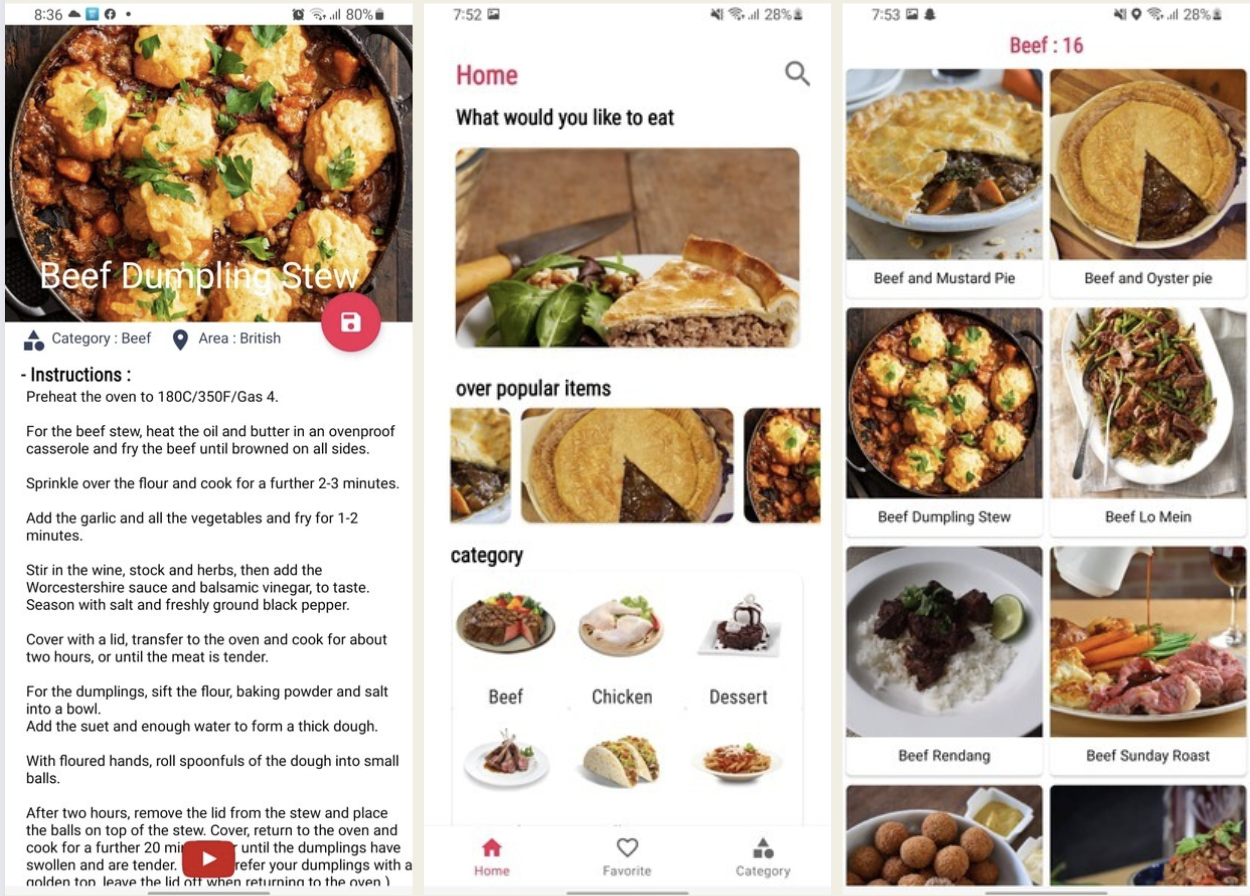 8:36
80%
Beef Dumpling Stew
Category : Beef
Area : British
- Instructions :
Preheat the oven to 180C/350F/Gas 4.
For the beef stew, heat the oil and butter in an ovenproof
casserole and fry the beef until browned on all sides.
Sprinkle over the flour and cook for a further 2-3 minutes.
Add the garlic and all the vegetables and fry for 1-2
minutes.
Stir in the wine, stock and herbs, then add the
Worcestershire sauce and balsamic vinegar, to taste.
Season with salt and freshly ground black pepper.
Cover with a lid, transfer to the oven and cook for about
two hours, or until the meat is tender.
For the dumplings, sift the flour, baking powder and salt
into a bowl.
Add the suet and enough water to form a thick dough.
With floured hands, roll spoonfuls of the dough into small
balls.
After two hours, remove the lid from the stew and place
the balls on top of the stew. Cover, return to the oven and
cook for a further 20 until the dumplings have
swollen and are tender. your dumplings with a
golden top, leave the lid off when returning to the oven.)
7:52
28%
Home
What would you like to eat
over popular items
category
Beef
Chicken
Dessert
Home
Favorite
Category
7:53
28%
Beef : 16
Beef and Mustard Pie
Beef and Oyster pie
Beef Dumpling Stew
Beef Lo Mein
Beef Rendang
Beef Sunday Roast